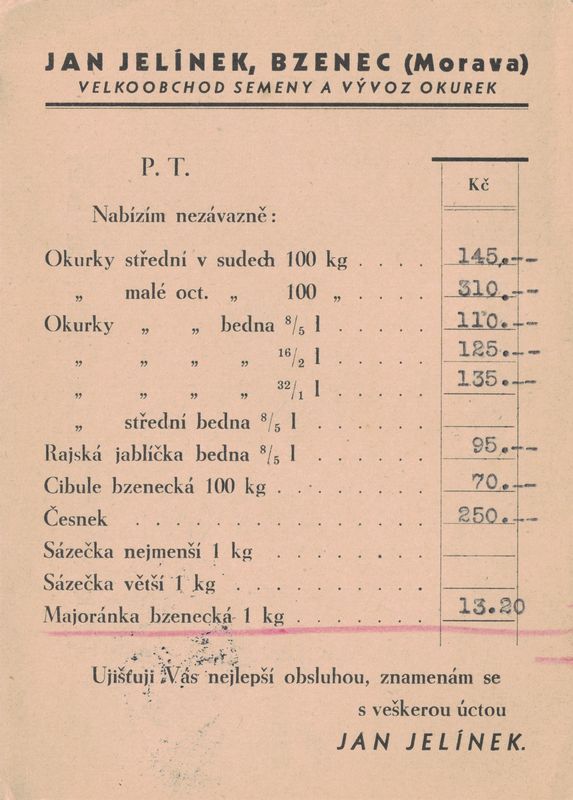 JAN JELÍNEK, BZENEC (Morava)
VELKOOBCHOD SEMENY A VÝVOZ OKUREK
P. T.
Kč
Nabízím nezávazně:
Okurky střední v sudech 100 kg . . . . 145.--
„ malé oct. „ 100 „ . . . . 310.--
Okurky „ „ bedna 8/5 l . . . . . 110.--
„ „ „ „ 16/2 l . . . . . 125.--
„ „ „ „ 32/1 l . . . . . 135.--
„ střední bedna 8/5 l . . . . . .
Rajská jablíčka bedna 8/5 l . . . . . 95.--
Cibule bzenecká 100 kg . . . . . . . 70.--
Česnek . . . . . . . . . . . . 250.--
Sázečka nejmenší 1 kg . . . . . . .
Sázečka větší 1 kg . . . . . . . .
Majoránka bzenecká 1 kg . . . . . . 13.20
Ujišťuji Vás nejlepší obsluhou, znamenám se
s veškerou úctou
JAN JELÍNEK.